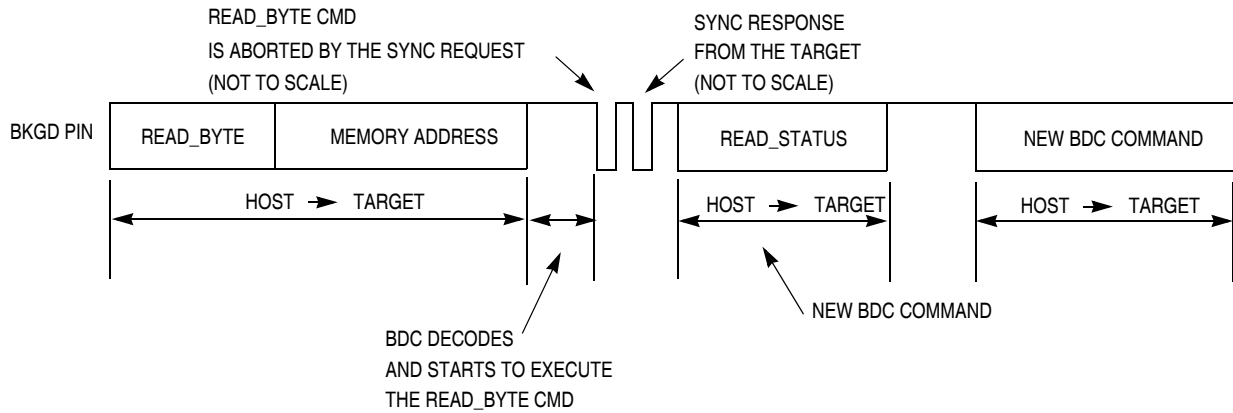 READ_BYTE CMD
IS ABORTED BY THE SYNC REQUEST
(NOT TO SCALE)
SYNC RESPONSE
FROM THE TARGET
(NOT TO SCALE)
BKGD PIN
READ_BYTE
MEMORY ADDRESS
READ_STATUS
NEW BDC COMMAND
HOST → TARGET
HOST → TARGET
HOST → TARGET
NEW BDC COMMAND
BDC DECODES
AND STARTS TO EXECUTE
THE READ_BYTE CMD